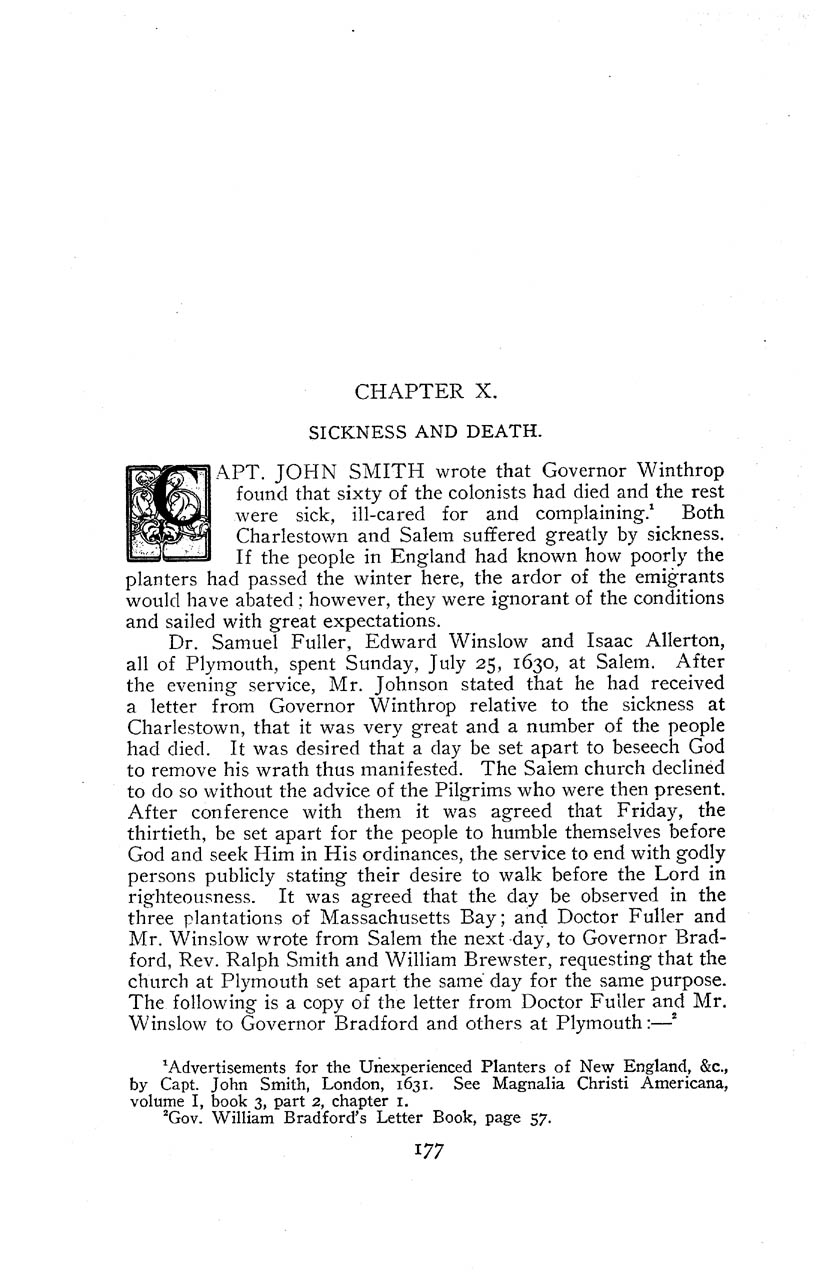 CHAPTER X.
SICKNESS AND DEATH.
CAPT. JOHN SMITH wrote that Governor Winthrop
found that sixty of the colonists had died and the rest
were sick, ill-cared for and complaining.¹ Both
Charlestown and Salem suffered greatly by sickness.
If the people in England had known how poorly the
planters had passed the winter here, the ardor of the emigrants
would have abated; however, they were ignorant of the conditions
and sailed with great expectations.
Dr. Samuel Fuller, Edward Winslow and Isaac Allerton,
all of Plymouth, spent Sunday, July 25, 1630, at Salem. After
the evening service, Mr. Johnson stated that he had received
a letter from Governor Winthrop relative to the sickness at
Charlestown, that it was very great and a number of the people
had died. It was desired that a day be set apart to beseech God
to remove his wrath thus manifested. The Salem church declined
to do so without the advice of the Pilgrims who were then present.
After conference with them it was agreed that Friday, the
thirtieth, be set apart for the people to humble themselves before
God and seek Him in His ordinances, the service to end with godly
persons publicly stating their desire to walk before the Lord in
righteousness. It was agreed that the day be observed in the
three plantations of Massachusetts Bay; and Doctor Fuller and
Mr. Winslow wrote from Salem the next day, to Governor Brad-
ford, Rev. Ralph Smith and William Brewster, requesting that the
church at Plymouth set apart the same day for the same purpose.
The following is a copy of the letter from Doctor Fuller and Mr.
Winslow to Governor Bradford and others at Plymouth:—²
¹Advertisements for the Unexperienced Planters of New England, &c.,
by Capt. John Smith, London, 1631. See Magnalia Christi Americana,
volume I, book 3, part 2, chapter 1.
²Gov. William Bradford's Letter Book, page 57.
177